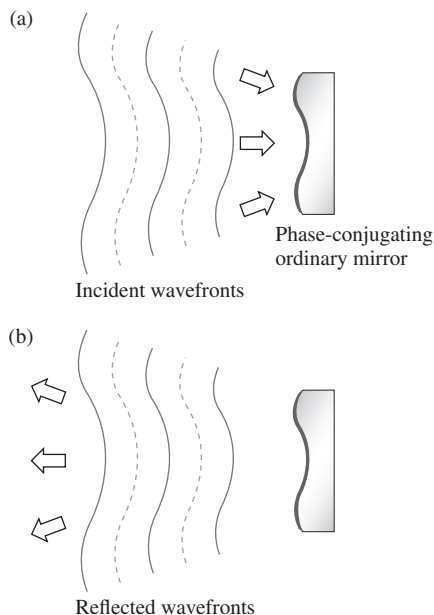 (a)
Phase-conjugating
ordinary mirror
Incident wavefronts
(b)
Reflected wavefronts